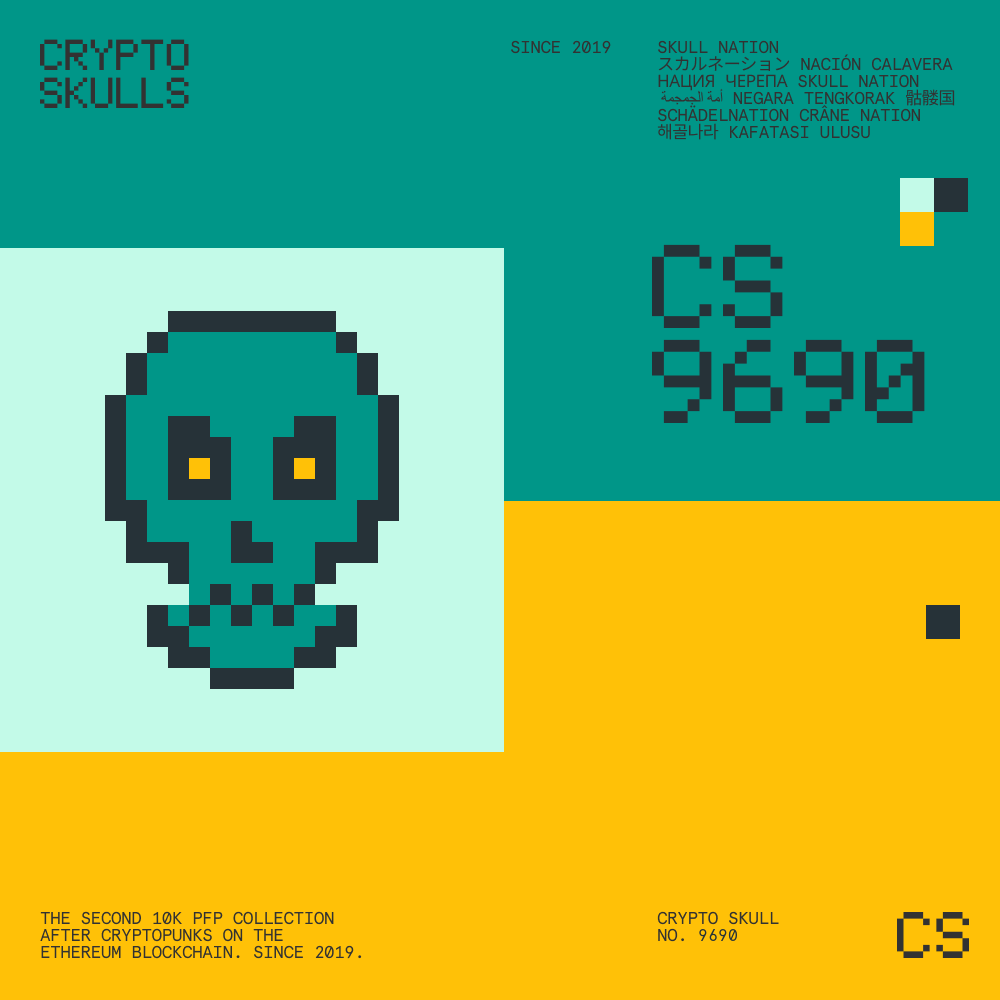 CRYPTO
SKULLS
SINCE 2019
SKULL NATION
スカルネーション NACIÓN CALAVERA
НАЦИЯ ЧЕРЕПА SKULL NATION
أمة الجمجمة NEGARA TENGKORAK 骷髅国
SCHÄDELNATION CRÂNE NATION
해골나라 KAFATASI ULUSU
CS
9690
THE SECOND 10K PFP COLLECTION
AFTER CRYPTOPUNKS ON THE
ETHEREUM BLOCKCHAIN. SINCE 2019.
CRYPTO SKULL
NO. 9690
CS